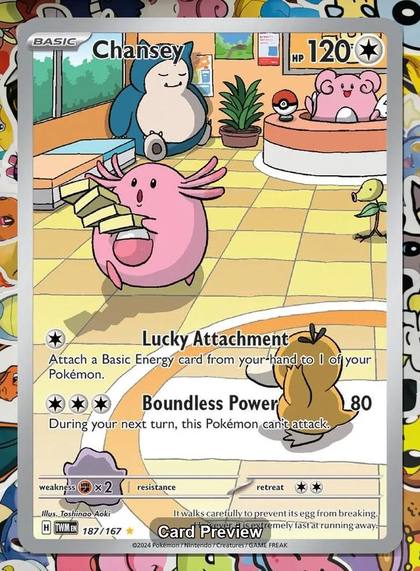 BASIC
Chansey
HP 120
Lucky Attachment
Attach a Basic Energy card from your hand to 1 of your
Pokémon.
Boundless Power 80
During your next turn, this Pokémon can't attack.
weakness × 2 resistance retreat
Illus. Toshinao Aoki
It walks carefully to prevent its egg from breaking.
However, it is extremely fast at running away.
H TWM EN 187/167
Card Preview
©2024 Pokémon / Nintendo / Creatures / GAME FREAK